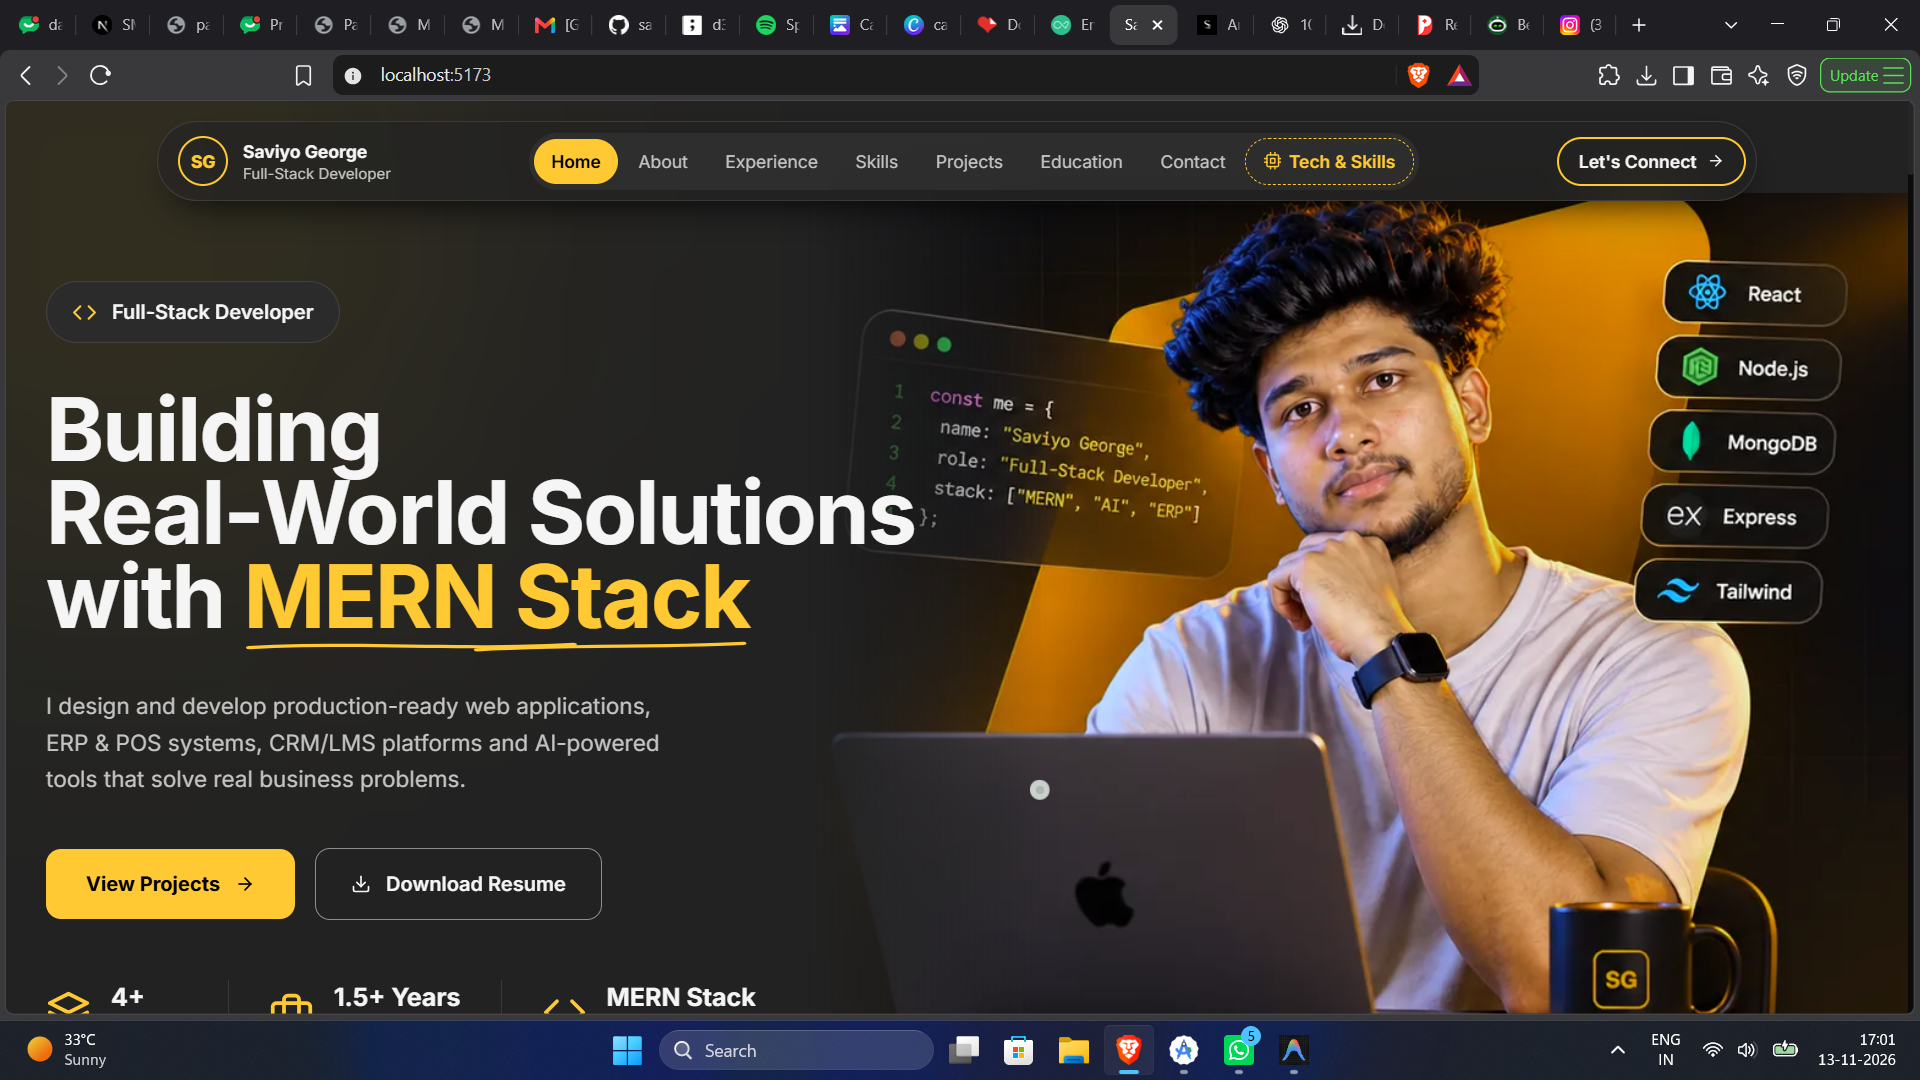 localhost:5173
Update
SG
Saviyo George
Full-Stack Developer
Home
About
Experience
Skills
Projects
Education
Contact
Tech & Skills
Let's Connect
Full-Stack Developer
Building
Real-World Solutions
with MERN Stack
I design and develop production-ready web applications,
ERP & POS systems, CRM/LMS platforms and AI-powered
tools that solve real business problems.
View Projects
Download Resume
4+
1.5+ Years
MERN Stack
1 const me = {
2 name: "Saviyo George",
3 role: "Full-Stack Developer",
4 stack: ["MERN", "AI", "ERP"]
};
React
Node.js
MongoDB
ex Express
Tailwind
SG
33°C
Sunny
Search
5
ENG
IN
17:01
13-11-2026